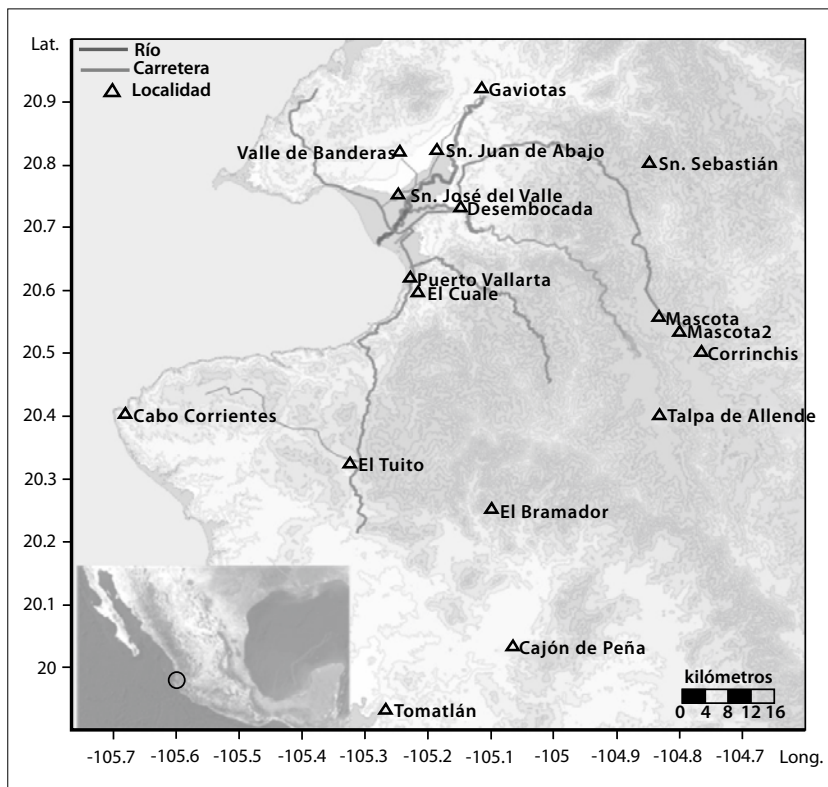 Lat.
Río
Carretera
Localidad
20.9
20.8
20.7
20.6
20.5
20.4
20.3
20.2
20.1
20
Gaviotas
Valle de Banderas
Sn. Juan de Abajo
Sn. Sebastián
Sn. José del Valle
Desembocada
Puerto Vallarta
El Cuale
Mascota
Mascota2
Corrinchis
Cabo Corrientes
Talpa de Allende
El Tuito
El Bramador
Cajón de Peña
Tomatlán
kilómetros
0 4 8 12 16
-105.7 -105.6 -105.5 -105.4 -105.3 -105.2 -105.1 -105 -104.9 -104.8 -104.7 Long.